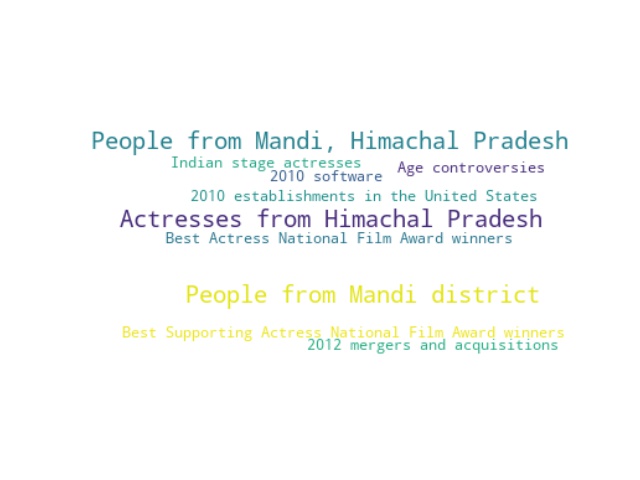 People from Mandi, Himachal Pradesh
Indian stage actresses
Age controversies
2010 software
2010 establishments in the United States
Actresses from Himachal Pradesh
Best Actress National Film Award winners
People from Mandi district
Best Supporting Actress National Film Award winners
2012 mergers and acquisitions